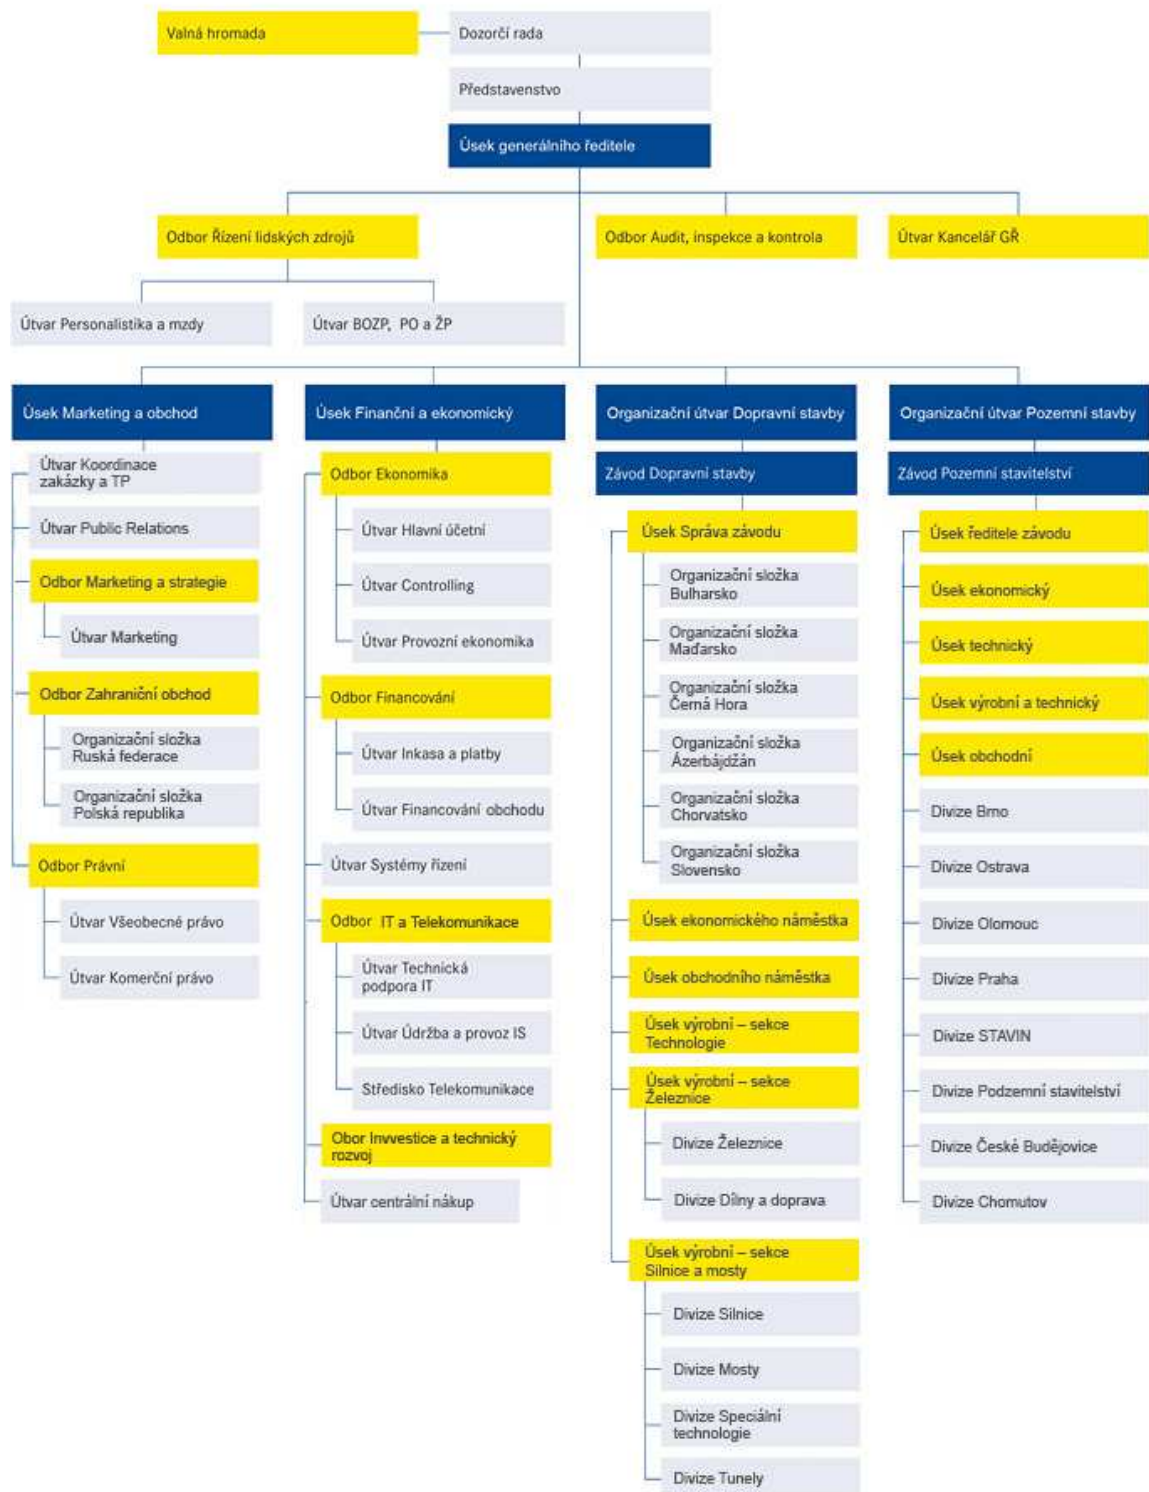 Valná hromada
Dozorčí rada
Představenstvo
Úsek generálního ředitele
Odbor Řízení lidských zdrojů
Odbor Audit, inspekce a kontrola
Útvar Kancelář GŘ
Útvar Personalistika a mzdy
Útvar BOZP, PO a ŽP
Úsek Marketing a obchod
Útvar Koordinace
zakázky a TP
Útvar Public Relations
Odbor Marketing a strategie
Útvar Marketing
Odbor Zahraniční obchod
Organizační složka
Ruská federace
Organizační složka
Polská republika
Odbor Právní
Útvar Všeobecné právo
Útvar Komerční právo
Úsek Finanční a ekonomický
Odbor Ekonomika
Útvar Hlavní účetní
Útvar Controlling
Útvar Provozní ekonomika
Odbor Financování
Útvar Inkasa a platby
Útvar Financování obchodu
Útvar Systémy řízení
Odbor IT a Telekomunikace
Útvar Technická
podpora IT
Útvar Údržba a provoz IS
Středisko Telekomunikace
Obor Invvestice a technický
rozvoj
Útvar centrální nákup
Organizační útvar Dopravní stavby
Závod Dopravní stavby
Úsek Správa závodu
Organizační složka
Bulharsko
Organizační složka
Maďarsko
Organizační složka
Černá Hora
Organizační složka
Ázerbájdžán
Organizační složka
Chorvatsko
Organizační složka
Slovensko
Úsek ekonomického náměstka
Úsek obchodního náměstka
Úsek výrobní – sekce
Technologie
Úsek výrobní – sekce
Železnice
Divize Železnice
Divize Dílny a doprava
Úsek výrobní – sekce
Silnice a mosty
Divize Silnice
Divize Mosty
Divize Speciální
technologie
Divize Tunely
Organizační útvar Pozemní stavby
Závod Pozemní stavitelství
Úsek ředitele závodu
Úsek ekonomický
Úsek technický
Úsek výrobní a technický
Úsek obchodní
Divize Brno
Divize Ostrava
Divize Olomouc
Divize Praha
Divize STAVIN
Divize Podzemní stavitelství
Divize České Budějovice
Divize Chomutov